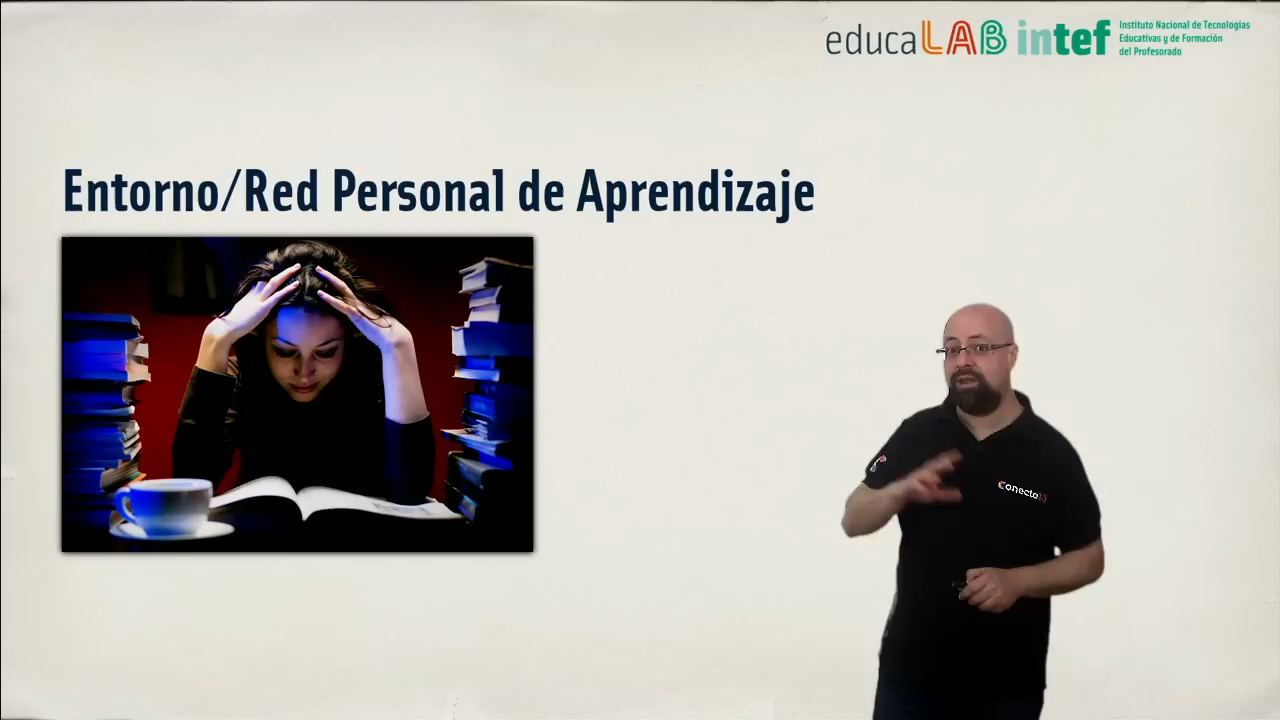 educaLAB intef Instituto Nacional de Tecnologías
Educativas y de Formación
del Profesorado
Entorno/Red Personal de Aprendizaje
Conecta13